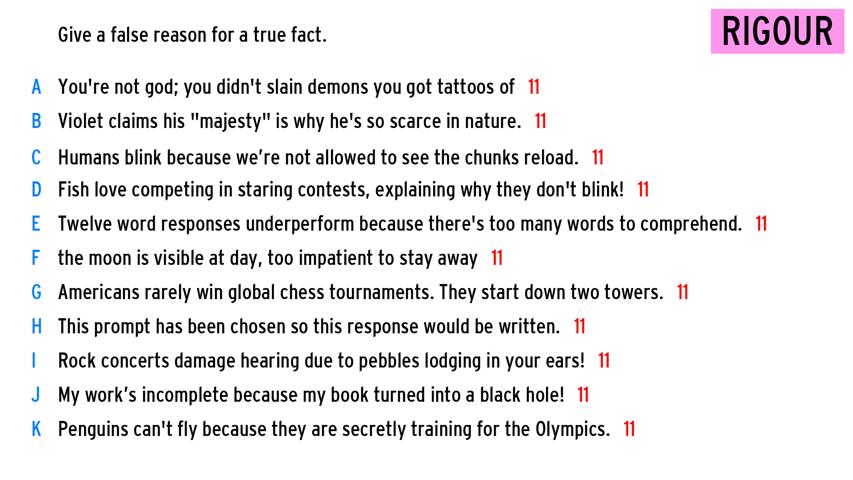 Give a false reason for a true fact.
RIGOUR
A You're not god; you didn't slain demons you got tattoos of 11
B Violet claims his "majesty" is why he's so scarce in nature. 11
C Humans blink because we’re not allowed to see the chunks reload. 11
D Fish love competing in staring contests, explaining why they don't blink! 11
E Twelve word responses underperform because there's too many words to comprehend. 11
F the moon is visible at day, too impatient to stay away 11
G Americans rarely win global chess tournaments. They start down two towers. 11
H This prompt has been chosen so this response would be written. 11
I Rock concerts damage hearing due to pebbles lodging in your ears! 11
J My work’s incomplete because my book turned into a black hole! 11
K Penguins can't fly because they are secretly training for the Olympics. 11